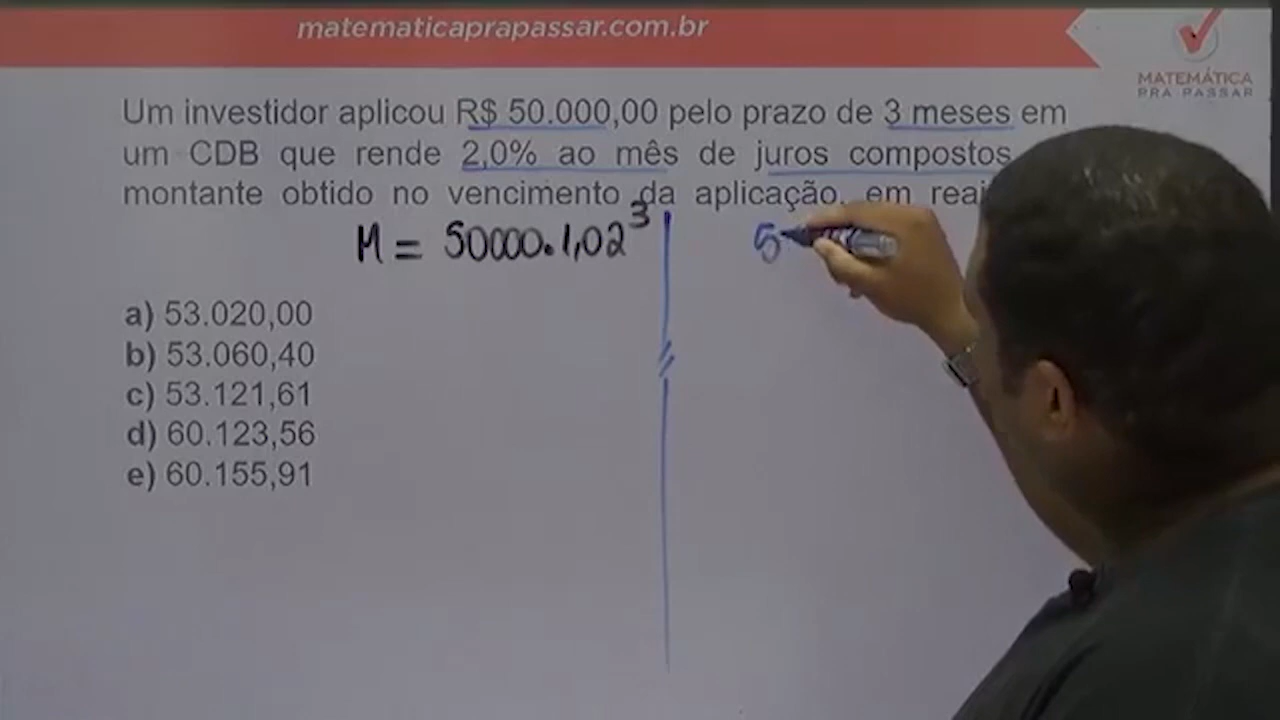 matematicaprapassar.com.br
MATEMÁTICA
PRA PASSAR
Um investidor aplicou R$ 50.000,00 pelo prazo de 3 meses em
um CDB que rende 2,0% ao mês de juros compostos
montante obtido no vencimento da aplicação, em
M = 50000.1,02³
5
a) 53.020,00
b) 53.060,40
c) 53.121,61
d) 60.123,56
e) 60.155,91